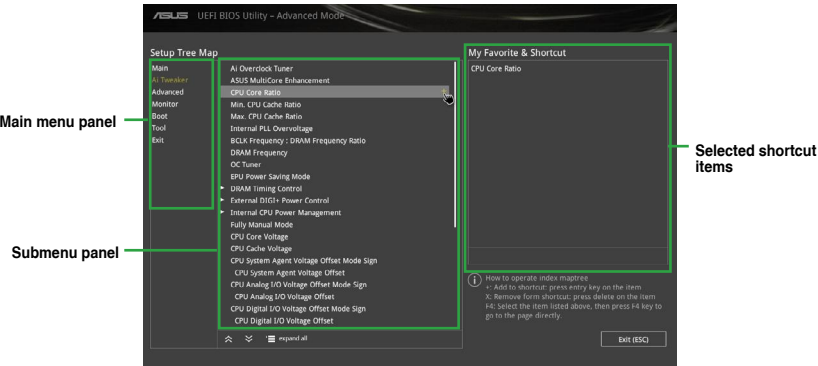 ASUS UEFI BIOS Utility – Advanced Mode
Setup Tree Map
Main
Ai Tweaker
Advanced
Monitor
Boot
Tool
Exit
Ai Overclock Tuner
ASUS MultiCore Enhancement
CPU Core Ratio
Min. CPU Cache Ratio
Max. CPU Cache Ratio
Internal PLL Overvoltage
BCLK Frequency : DRAM Frequency Ratio
DRAM Frequency
OC Tuner
EPU Power Saving Mode
DRAM Timing Control
External DIGI+ Power Control
Internal CPU Power Management
Fully Manual Mode
CPU Core Voltage
CPU Cache Voltage
CPU System Agent Voltage Offset Mode Sign
CPU System Agent Voltage Offset
CPU Analog I/O Voltage Offset Mode Sign
CPU Analog I/O Voltage Offset
CPU Digital I/O Voltage Offset Mode Sign
CPU Digital I/O Voltage Offset
expand all
My Favorite & Shortcut
CPU Core Ratio
How to operate index maptree
+: Add to shortcut: press entry key on the item
X: Remove form shortcut: press delete on the item
F4: Select the item listed above, then press F4 key to
go to the page directly.
Exit (ESC)
Main menu panel
Submenu panel
Selected shortcut
items